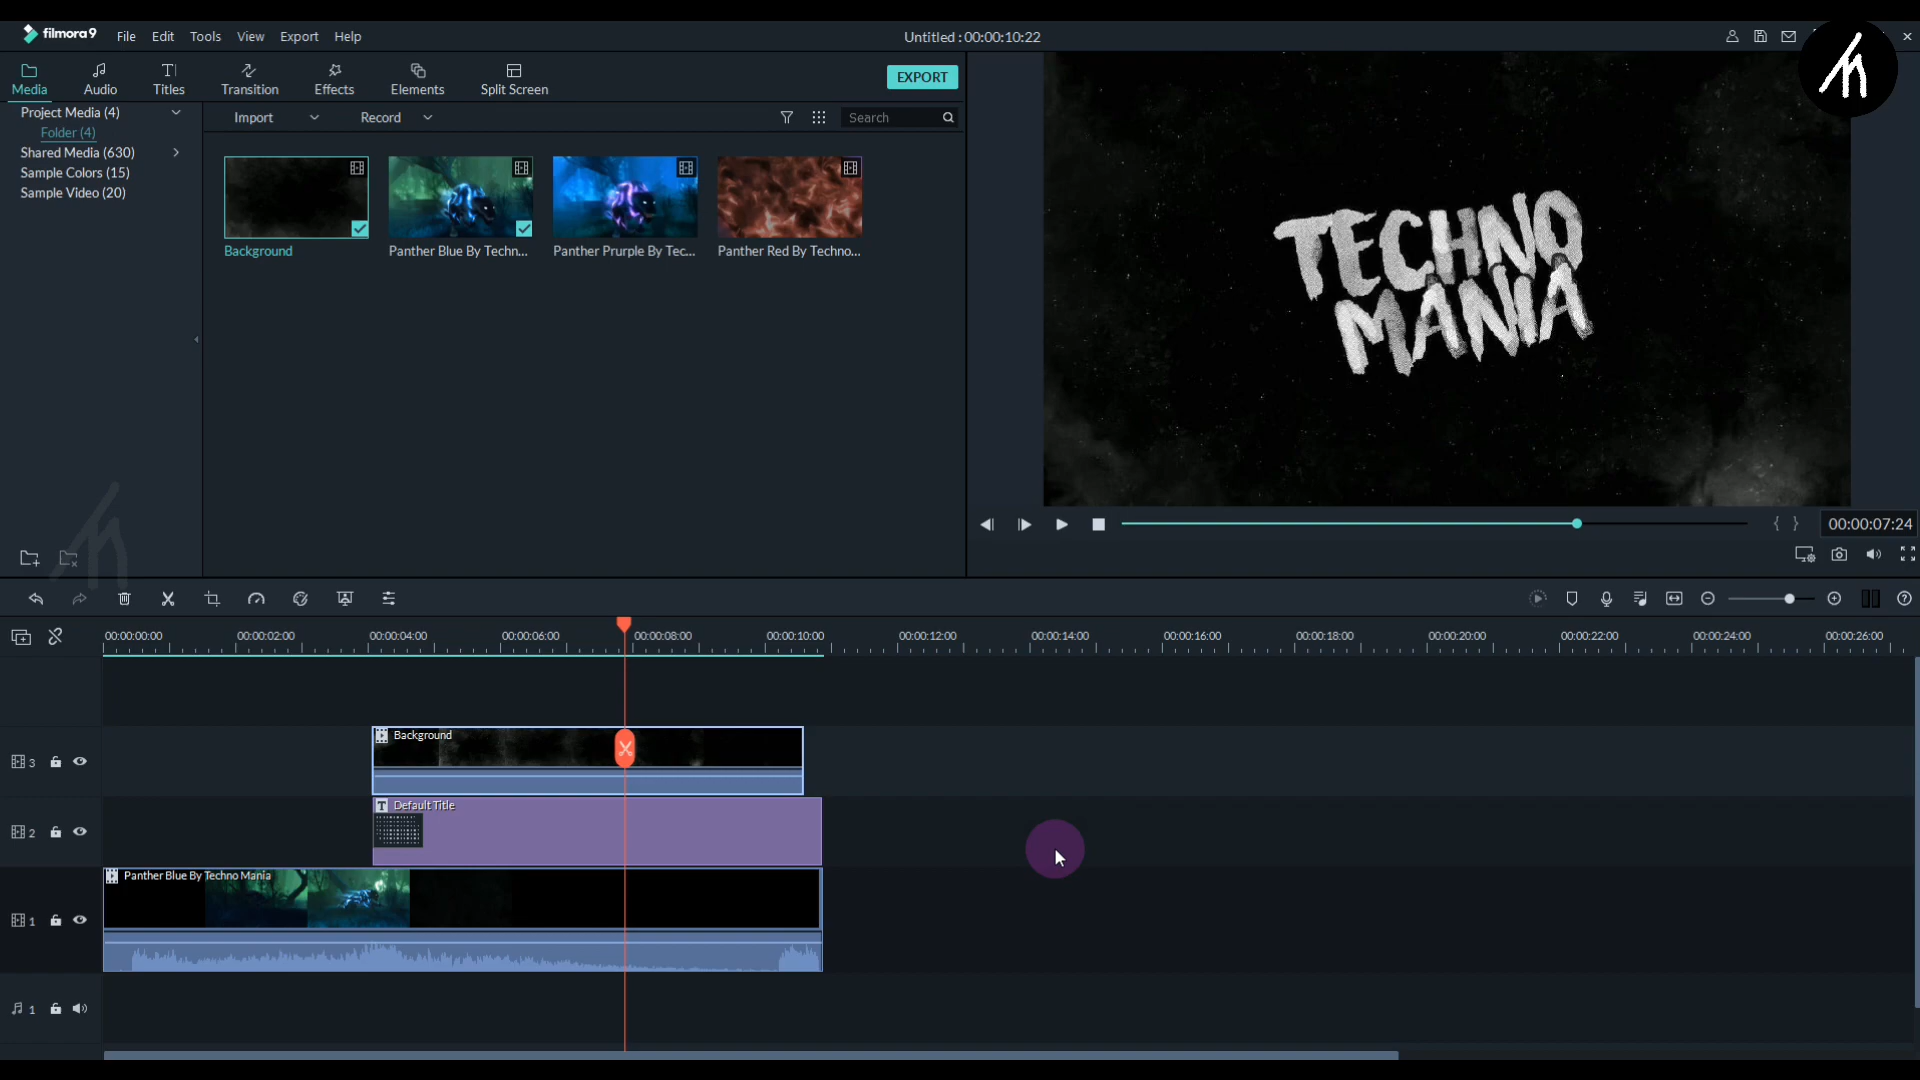 filmora9 File Edit Tools View Export Help Untitled : 00:00:10:22
Media Audio Titles Transition Effects Elements Split Screen EXPORT
Project Media (4) Import Record Search
Folder (4)
Shared Media (630)
Sample Colors (15)
Sample Video (20)
Background Panther Blue By Techn... Panther Prurple By Tec... Panther Red By Techno...
TECHNO
MANIA
00:00:07:24
00:00:00:00 00:00:02:00 00:00:04:00 00:00:06:00 00:00:08:00 00:00:10:00 00:00:12:00 00:00:14:00 00:00:16:00 00:00:18:00 00:00:20:00 00:00:22:00 00:00:24:00 00:00:26:00
Background
3
Default Title
2
Panther Blue By Techno Mania
1
1